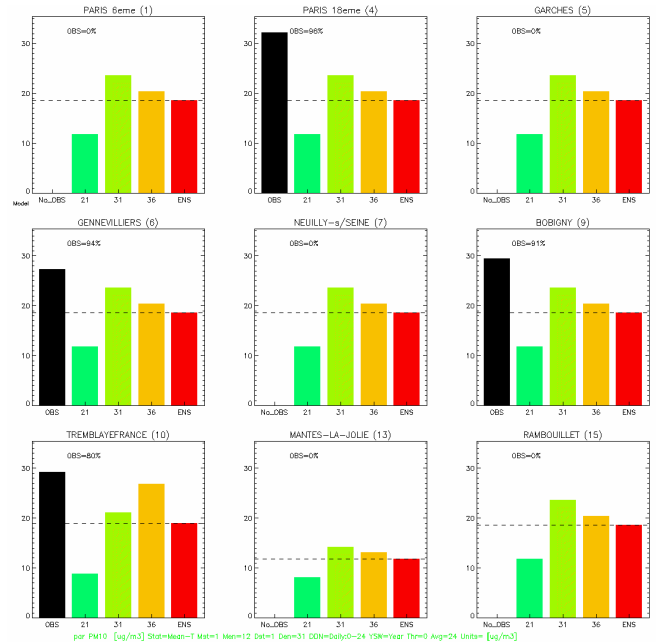 PARIS 6eme (1) PARIS 18eme (4) GARCHES (5)
30 OBS=0% 30 OBS=96% 30 OBS=0%
20 20 20
10 10 10
0 0 0
Model No_OBS 21 31 36 ENS OBS 21 31 36 ENS No_OBS 21 31 36 ENS
GENNEVILLIERS (6) NEUILLY-s/SEINE (7) BOBIGNY (9)
30 OBS=94% 30 OBS=0% 30 OBS=91%
20 20 20
10 10 10
0 0 0
OBS 21 31 36 ENS No_OBS 21 31 36 ENS OBS 21 31 36 ENS
TREMBLAYEFRANCE (10) MANTES-LA-JOLIE (13) RAMBOUILLET (15)
30 OBS=80% 30 OBS=0% 30 OBS=0%
20 20 20
10 10 10
0 0 0
OBS 21 31 36 ENS No_OBS 21 31 36 ENS No_OBS 21 31 36 ENS
par PM10 [ug/m3] Stat=Mean-T Mst=1 Men=12 Dst=1 Den=31 DDN=Daily:0-24 YSW=Year Thr=0 Avg=24 Units= [ug/m3]